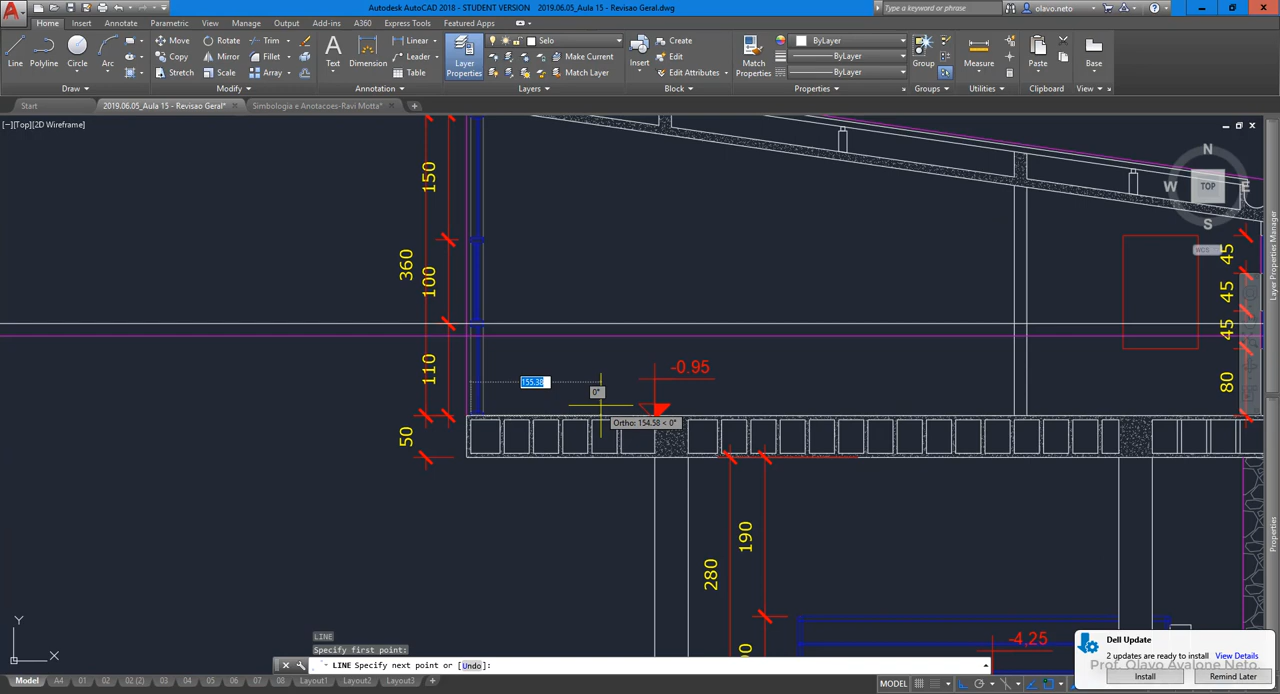 Autodesk AutoCAD 2018 - STUDENT VERSION 2019.06.05_Aula 15 - Revisao Geral.dwg
Type a keyword or phrase
olavo.neto
Home Insert Annotate Parametric View Manage Output Add-ins A360 Express Tools Featured Apps
Line Polyline Circle Arc
Move Rotate Trim
Copy Mirror Fillet
Stretch Scale Array
Text Dimension
Linear
Leader
Table
Layer Properties
Selo
Make Current
Match Layer
Insert
Create
Edit
Edit Attributes
Match Properties
ByLayer
ByLayer
ByLayer
Group
Measure
Paste
Base
Draw Modify Annotation Layers Block Properties Groups Utilities Clipboard View
Start 2019.06.05_Aula 15 - Revisao Geral* Simbologia e Anotacoes-Ravi Motta*
[−][Top][2D Wireframe]
N
W TOP E
S
WCS
Layer Properties Manager
Properties
150
360
100
110
50
45
45
45
80
-0.95
155.38
0°
Ortho: 154.58 < 0°
190
280
-4,25
Y
X
LINE
Specify first point:
LINE Specify next point or [Undo]:
Dell Update
2 updates are ready to install View Details
Prof. Olavo Avalone Neto
Install Remind Later
Model A4 01 02 02 (2) 03 04 05 06 07 08 Layout1 Layout2 Layout3
MODEL